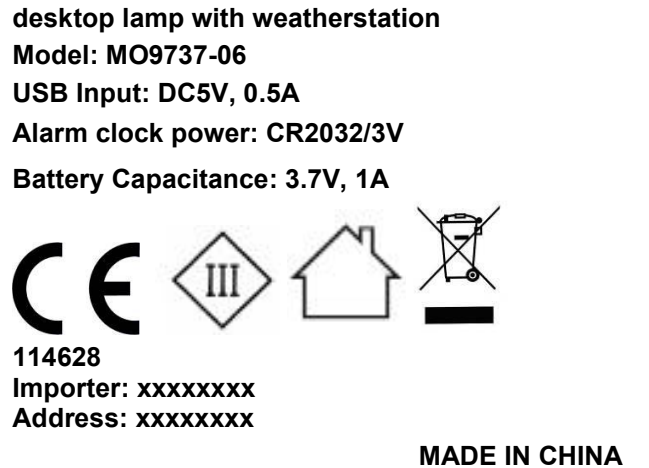 desktop lamp with weatherstation
Model: MO9737-06
USB Input: DC5V, 0.5A
Alarm clock power: CR2032/3V
Battery Capacitance: 3.7V, 1A
CE
III
114628
Importer: xxxxxxxx
Address: xxxxxxxx
MADE IN CHINA